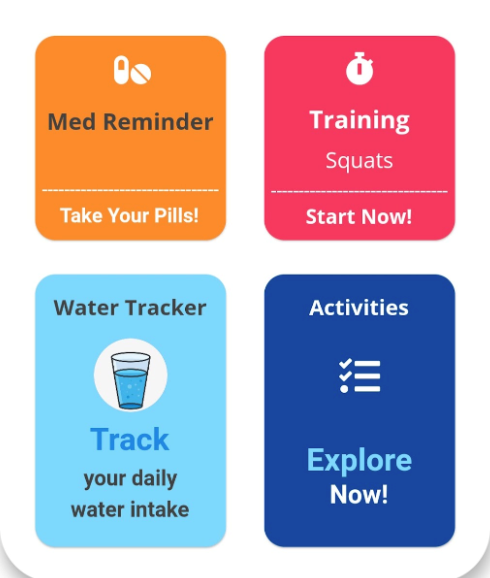 Med Reminder
Take Your Pills!
Training
Squats
Start Now!
Water Tracker
Track
your daily
water intake
Activities
Explore
Now!